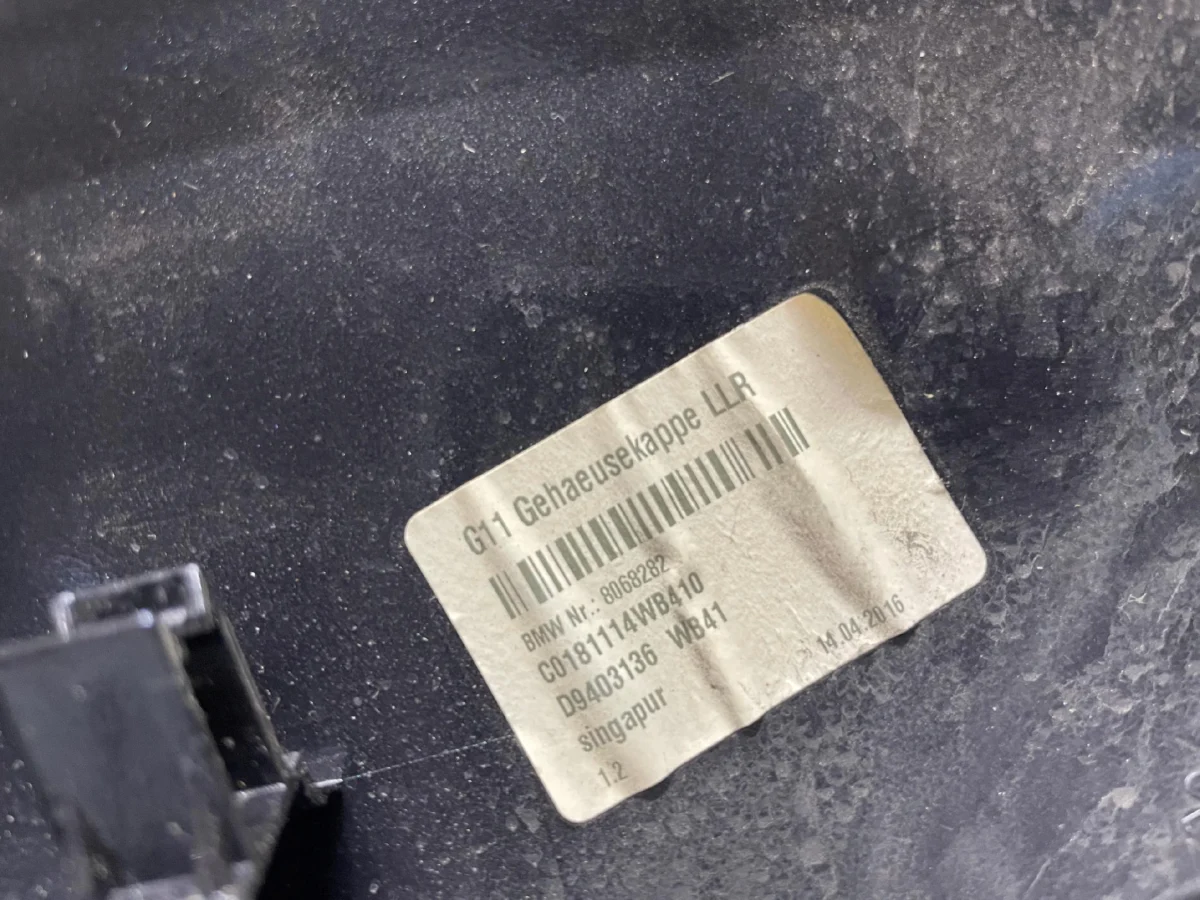 G11 Gehaeusekappe LLR
BMW Nr.: 8068282
C0181114WB410
D9403136 WB41
singapur
14.04.2016
1.2